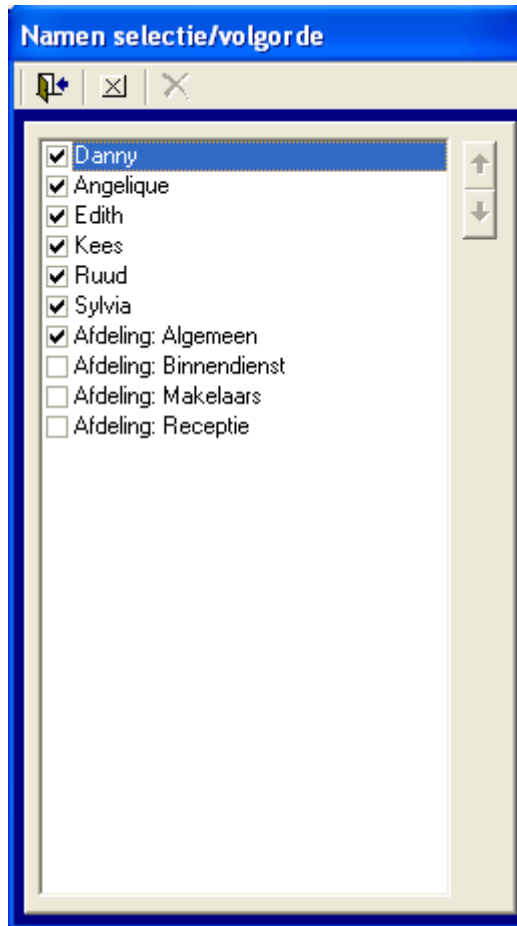 Namen selectie/volgorde
Danny
Angelique
Edith
Kees
Ruud
Sylvia
Afdeling: Algemeen
Afdeling: Binnendienst
Afdeling: Makelaars
Afdeling: Receptie